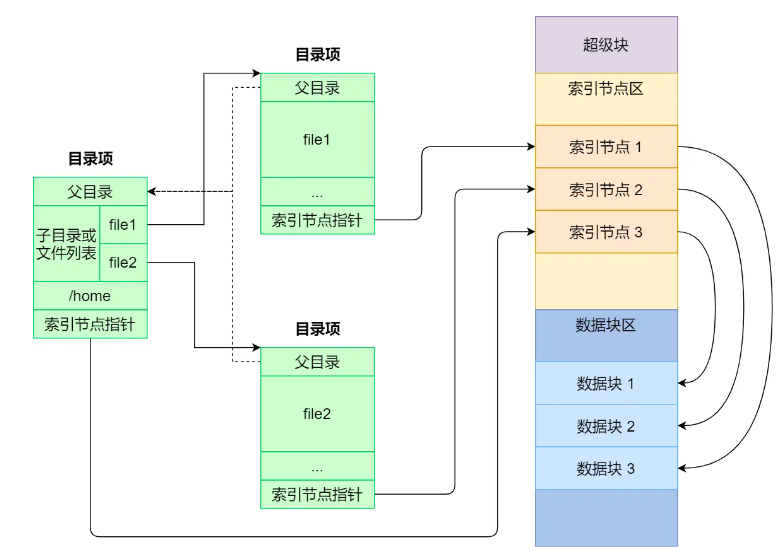 目录项
父目录
子目录或
文件列表
file1
file2
/home
索引节点指针
目录项
父目录
file1
...
索引节点指针
目录项
父目录
file2
...
索引节点指针
超级块
索引节点区
索引节点 1
索引节点 2
索引节点 3
数据块区
数据块 1
数据块 2
数据块 3